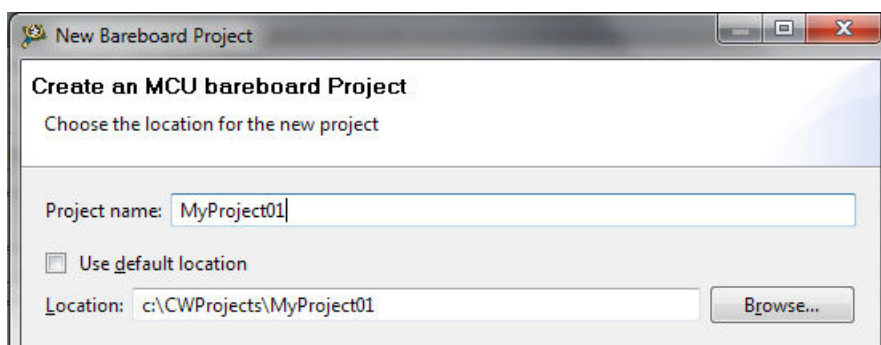 New Bareboard Project
Create an MCU bareboard Project
Choose the location for the new project
Project name: MyProject01
Use default location
Location: c:\CWProjects\MyProject01 Browse...